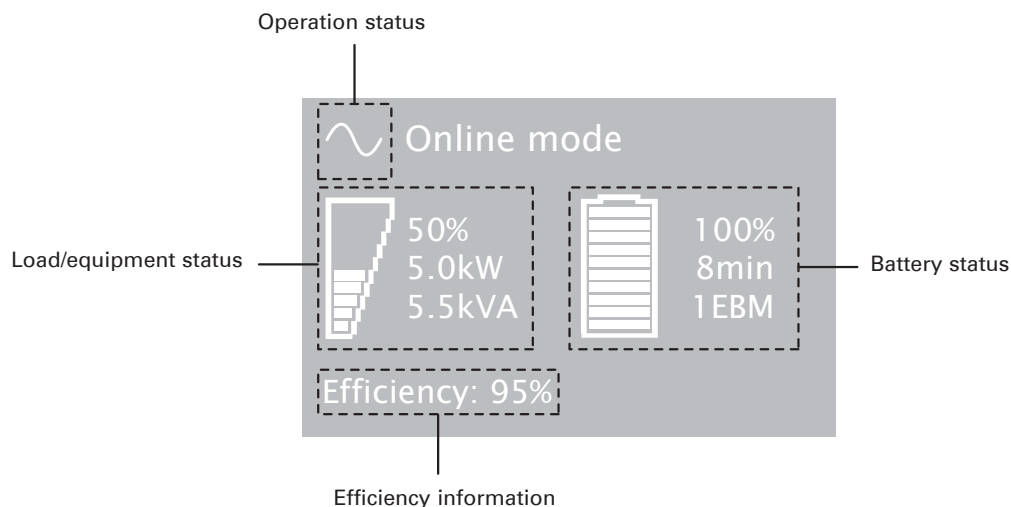 Operation status
Online mode
Load/equipment status
50%
5.0kW
5.5kVA
100%
8min
1EBM
Battery status
Efficiency: 95%
Efficiency information